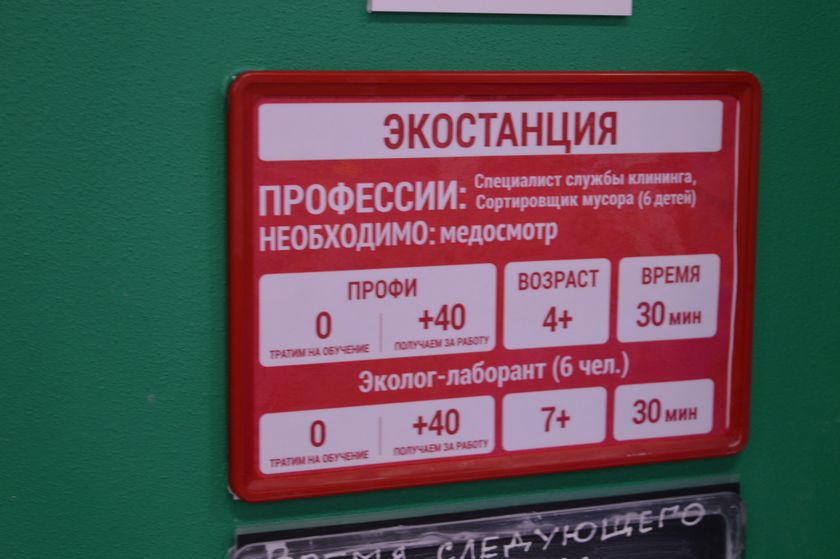 ЭКОСТАНЦИЯ
ПРОФЕССИИ: Специалист службы клининга,
Сортировщик мусора (6 детей)
НЕОБХОДИМО: медосмотр
ПРОФИ ВОЗРАСТ ВРЕМЯ
0 +40 4+ 30 мин
ТРАТИМ НА ОБУЧЕНИЕ ПОЛУЧАЕМ ЗА РАБОТУ
Эколог-лаборант (6 чел.)
0 +40 7+ 30 мин
ТРАТИМ НА ОБУЧЕНИЕ ПОЛУЧАЕМ ЗА РАБОТУ
ВРЕМЯ СЛЕДУЮЩЕГО